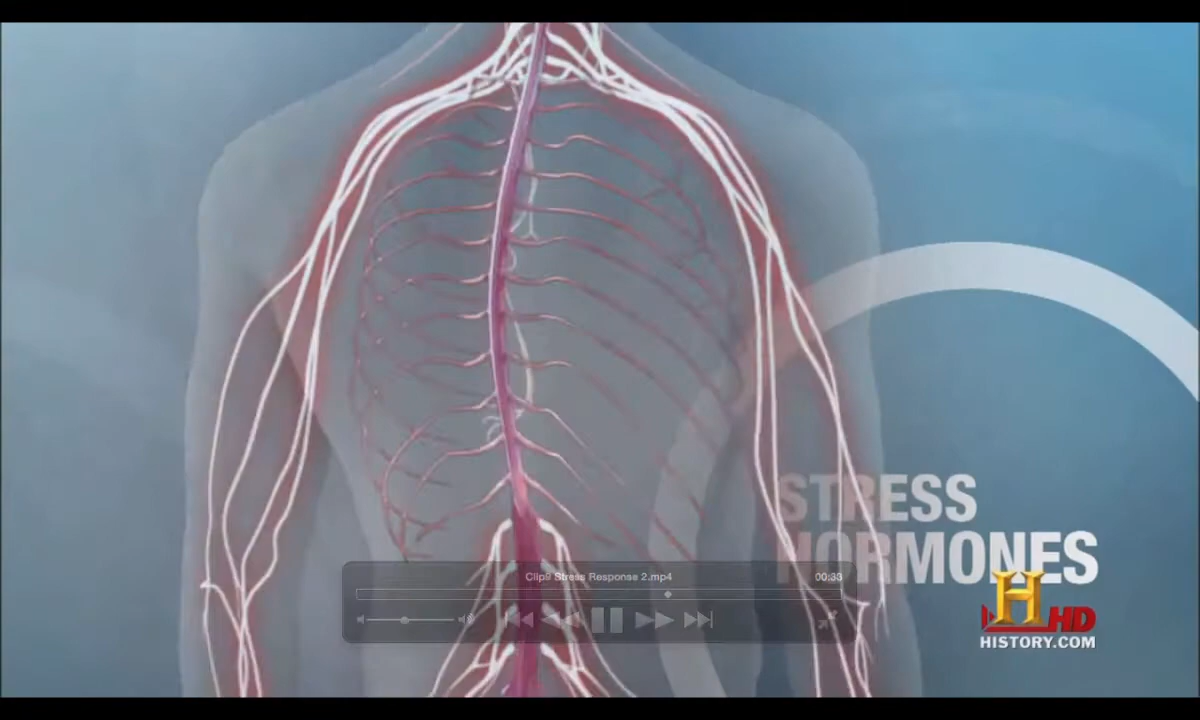 STRESS
HORMONES
Clip9 Stress Response 2.mp4
00:33
H HD
HISTORY.COM